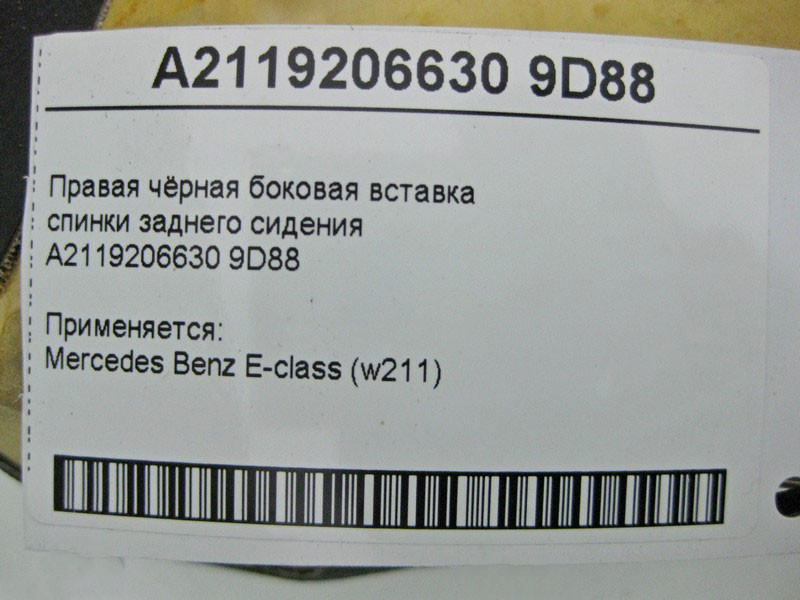 A2119206630 9D88
Правая чёрная боковая вставка
спинки заднего сидения
A2119206630 9D88
Применяется:
Mercedes Benz E-class (w211)